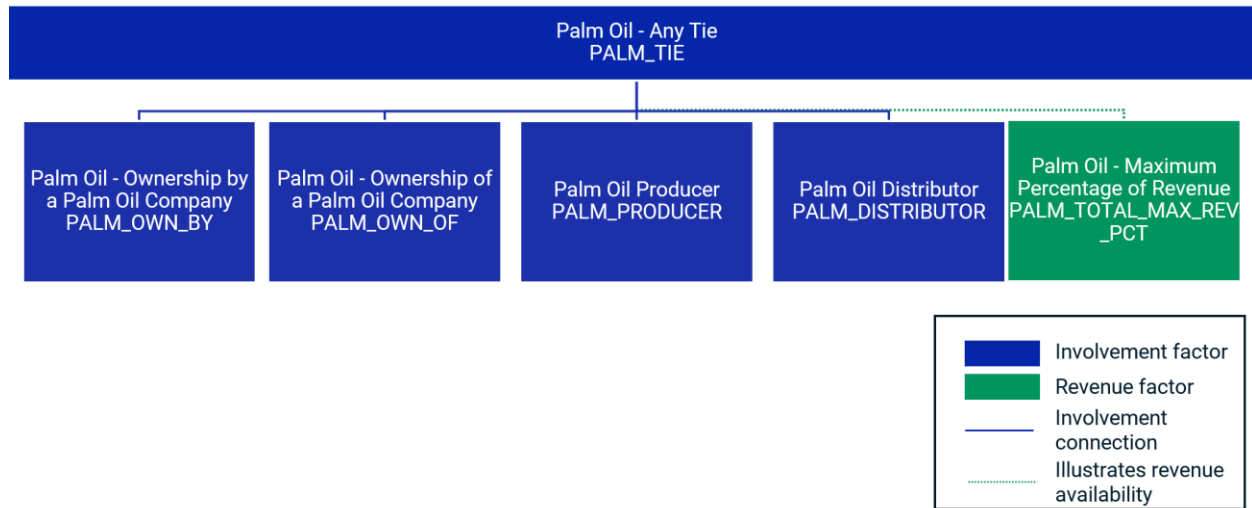 Palm Oil - Any Tie
PALM_TIE
Palm Oil - Ownership by
a Palm Oil Company
PALM_OWN_BY
Palm Oil - Ownership of
a Palm Oil Company
PALM_OWN_OF
Palm Oil Producer
PALM_PRODUCER
Palm Oil Distributor
PALM_DISTRIBUTOR
Palm Oil - Maximum
Percentage of Revenue
PALM_TOTAL_MAX_REV
_PCT
Involvement factor
Revenue factor
Involvement
connection
Illustrates revenue
availability